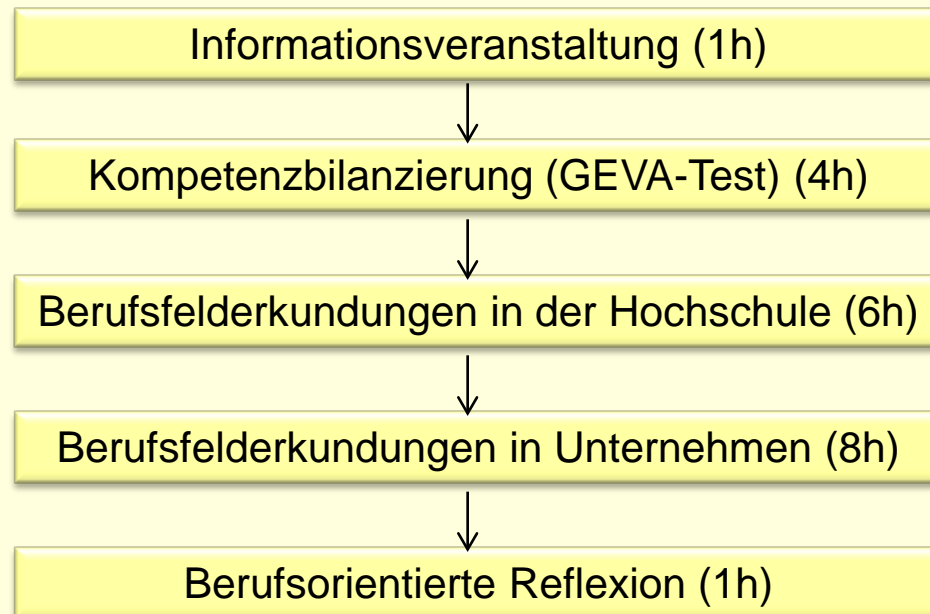 Informationsveranstaltung (1h)
Kompetenzbilanzierung (GEVA-Test) (4h)
Berufsfelderkundungen in der Hochschule (6h)
Berufsfelderkundungen in Unternehmen (8h)
Berufsorientierte Reflexion (1h)